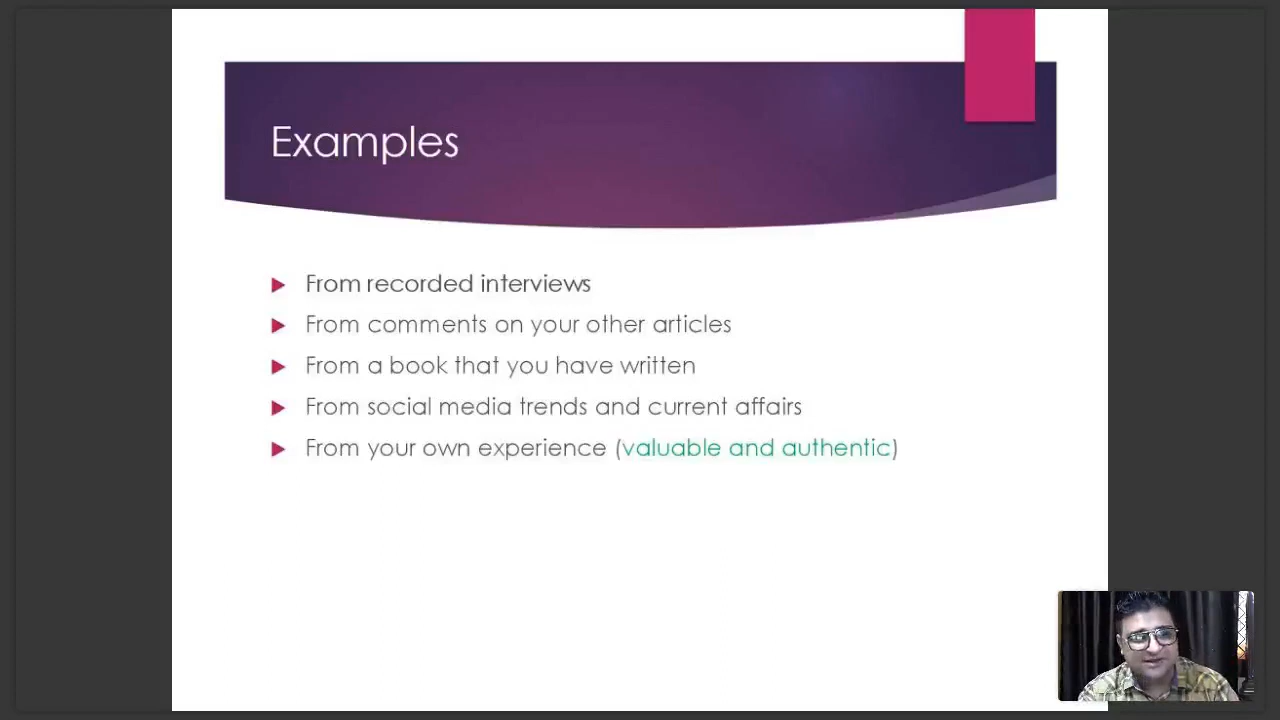 Examples
From recorded interviews
From comments on your other articles
From a book that you have written
From social media trends and current affairs
From your own experience (valuable and authentic)